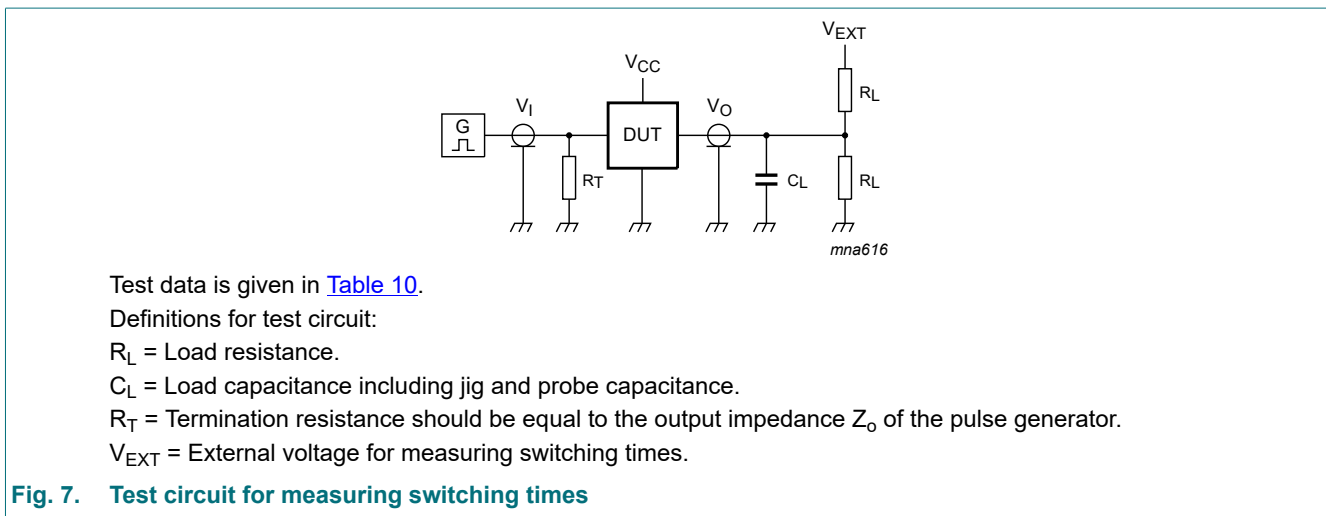 VEXT
VCC
RL
VI
VO
G
DUT
RT
CL
RL
mna616
Test data is given in Table 10.
Definitions for test circuit:
RL = Load resistance.
CL = Load capacitance including jig and probe capacitance.
RT = Termination resistance should be equal to the output impedance Zo of the pulse generator.
VEXT = External voltage for measuring switching times.
Fig. 7. Test circuit for measuring switching times